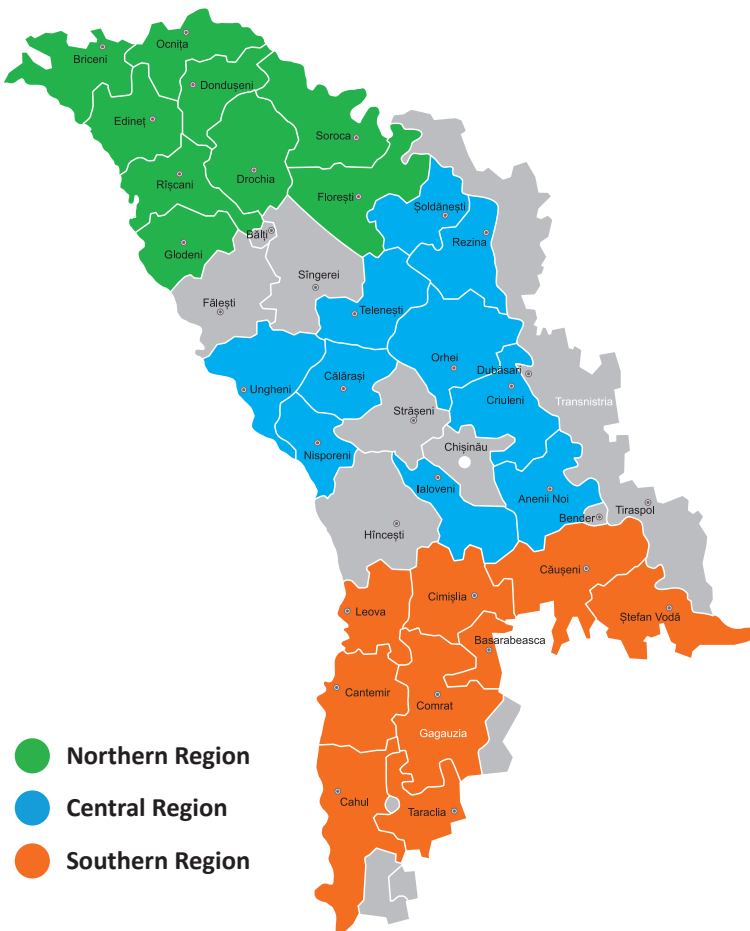 Ocnița
Briceni
Dondușeni
Edineț
Soroca
Rîșcani
Drochia
Florești
Șoldănești
Rezina
Bălți
Glodeni
Sîngerei
Fălești
Telenești
Orhei
Dubăsari
Călărași
Ungheni
Criuleni
Transnistria
Strășeni
Chișinău
Nisporeni
Ialoveni
Anenii Noi
Tiraspol
Bender
Hîncești
Căușeni
Cimișlia
Leova
Ștefan Vodă
Basarabeasca
Cantemir
Comrat
Gagauzia
Cahul
Taraclia
Northern Region
Central Region
Southern Region